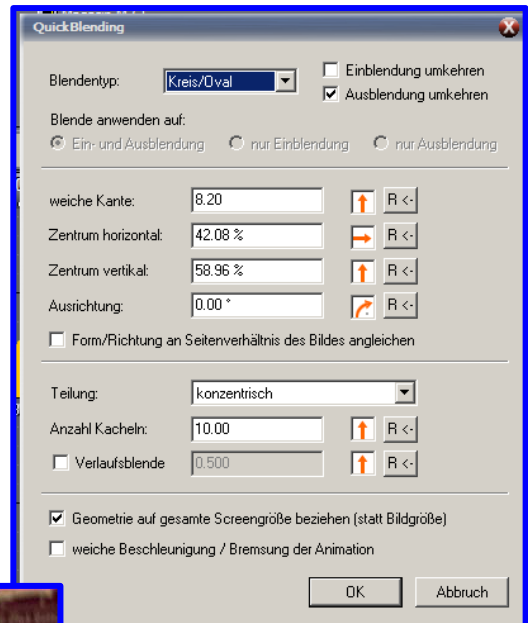 QuickBlending
Blendentyp: Kreis/Oval
Einblendung umkehren
Ausblendung umkehren
Blende anwenden auf:
Ein- und Ausblendung nur Einblendung nur Ausblendung
weiche Kante: 8.20 R <-
Zentrum horizontal: 42.08 % R <-
Zentrum vertikal: 58.96 % R <-
Ausrichtung: 0.00 ° R <-
Form/Richtung an Seitenverhältnis des Bildes angleichen
Teilung: konzentrisch
Anzahl Kacheln: 10.00 R <-
Verlaufsblende 0.500 R <-
Geometrie auf gesamte Screengröße beziehen (statt Bildgröße)
weiche Beschleunigung / Bremsung der Animation
OK Abbruch